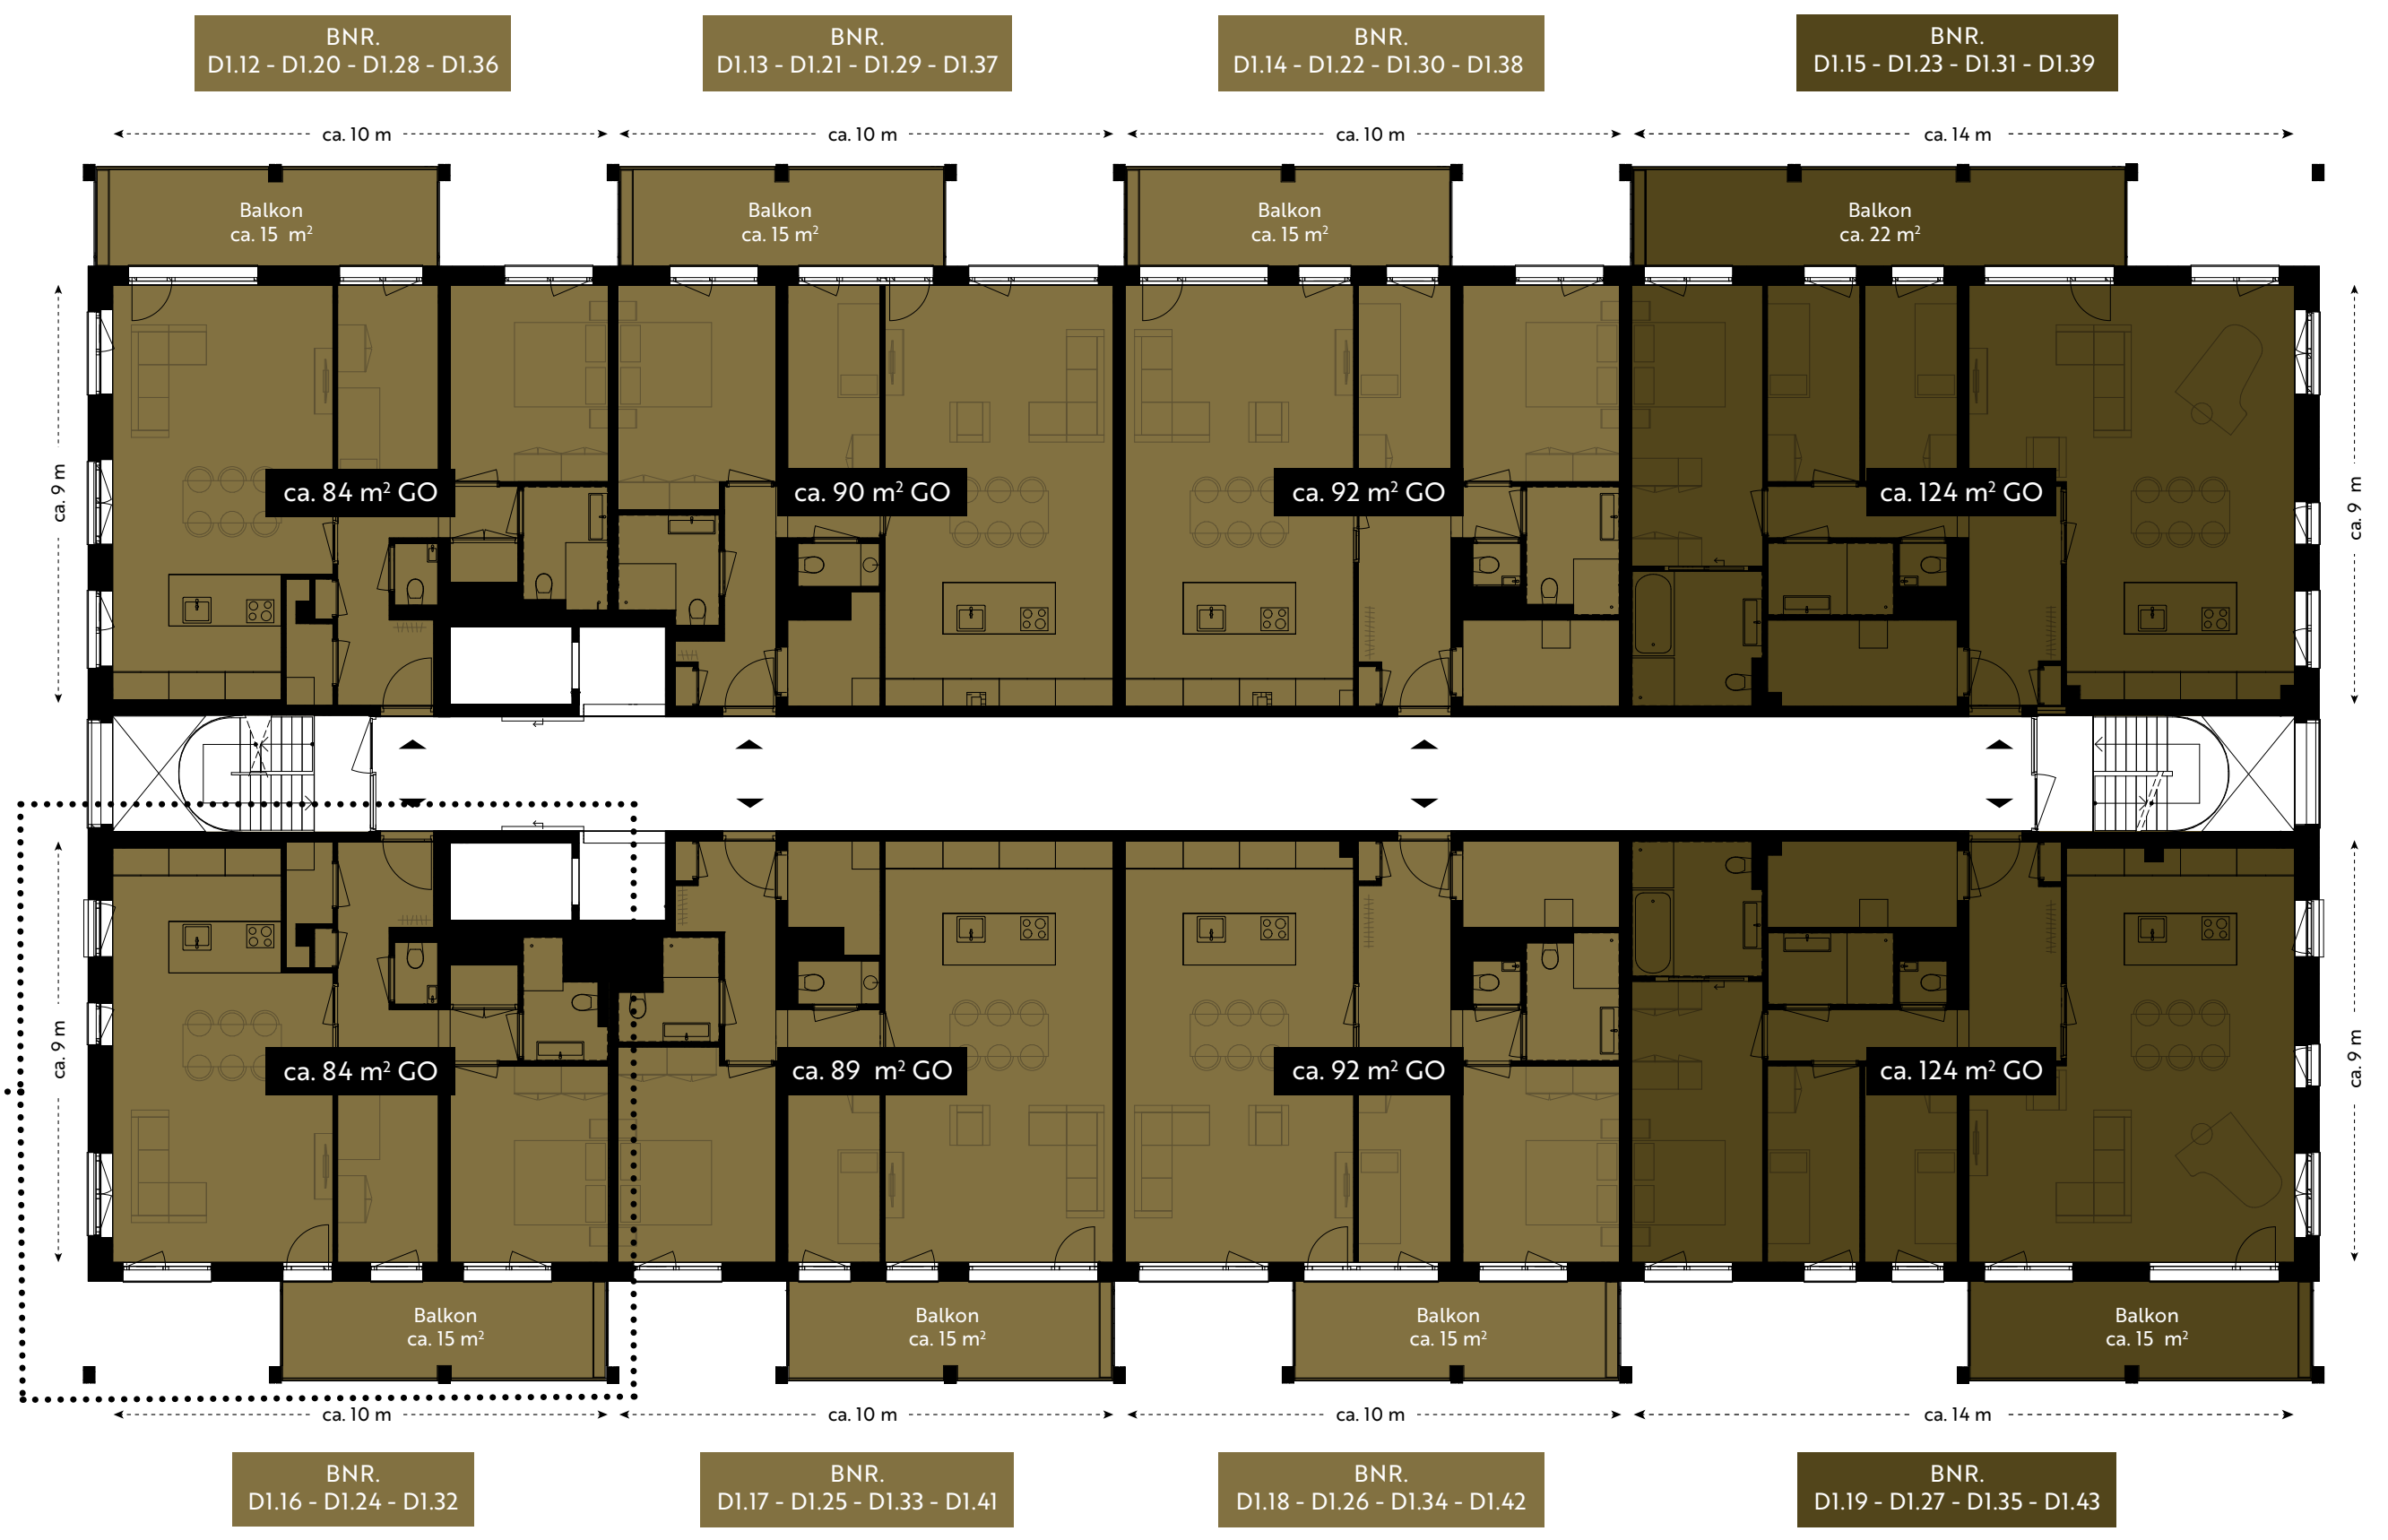 BNR.
D1.12 - D1.20 - D1.28 - D1.36
BNR.
D1.13 - D1.21 - D1.29 - D1.37
BNR.
D1.14 - D1.22 - D1.30 - D1.38
BNR.
D1.15 - D1.23 - D1.31 - D1.39
ca. 10 m
ca. 10 m
ca. 10 m
ca. 14 m
Balkon
ca. 15 m²
Balkon
ca. 15 m²
Balkon
ca. 15 m²
Balkon
ca. 22 m²
ca. 9 m
ca. 84 m² GO
ca. 90 m² GO
ca. 92 m² GO
ca. 124 m² GO
ca. 9 m
ca. 9 m
ca. 84 m² GO
ca. 89 m² GO
ca. 92 m² GO
ca. 124 m² GO
ca. 9 m
Balkon
ca. 15 m²
Balkon
ca. 15 m²
Balkon
ca. 15 m²
Balkon
ca. 15 m²
ca. 10 m
ca. 10 m
ca. 10 m
ca. 14 m
BNR.
D1.16 - D1.24 - D1.32
BNR.
D1.17 - D1.25 - D1.33 - D1.41
BNR.
D1.18 - D1.26 - D1.34 - D1.42
BNR.
D1.19 - D1.27 - D1.35 - D1.43